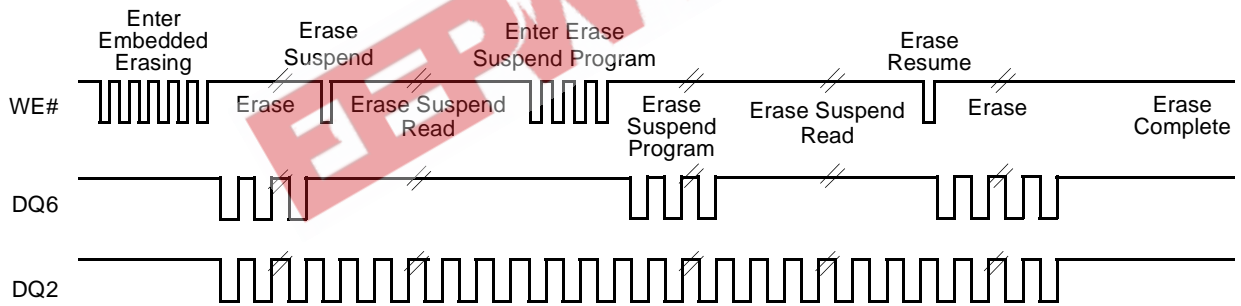 Enter
Embedded
Erasing
Erase
Suspend
Enter Erase
Suspend Program
Erase
Resume
WE#
Erase
Erase Suspend
Read
Erase
Suspend
Program
Erase Suspend
Read
Erase
Erase
Complete
DQ6
DQ2